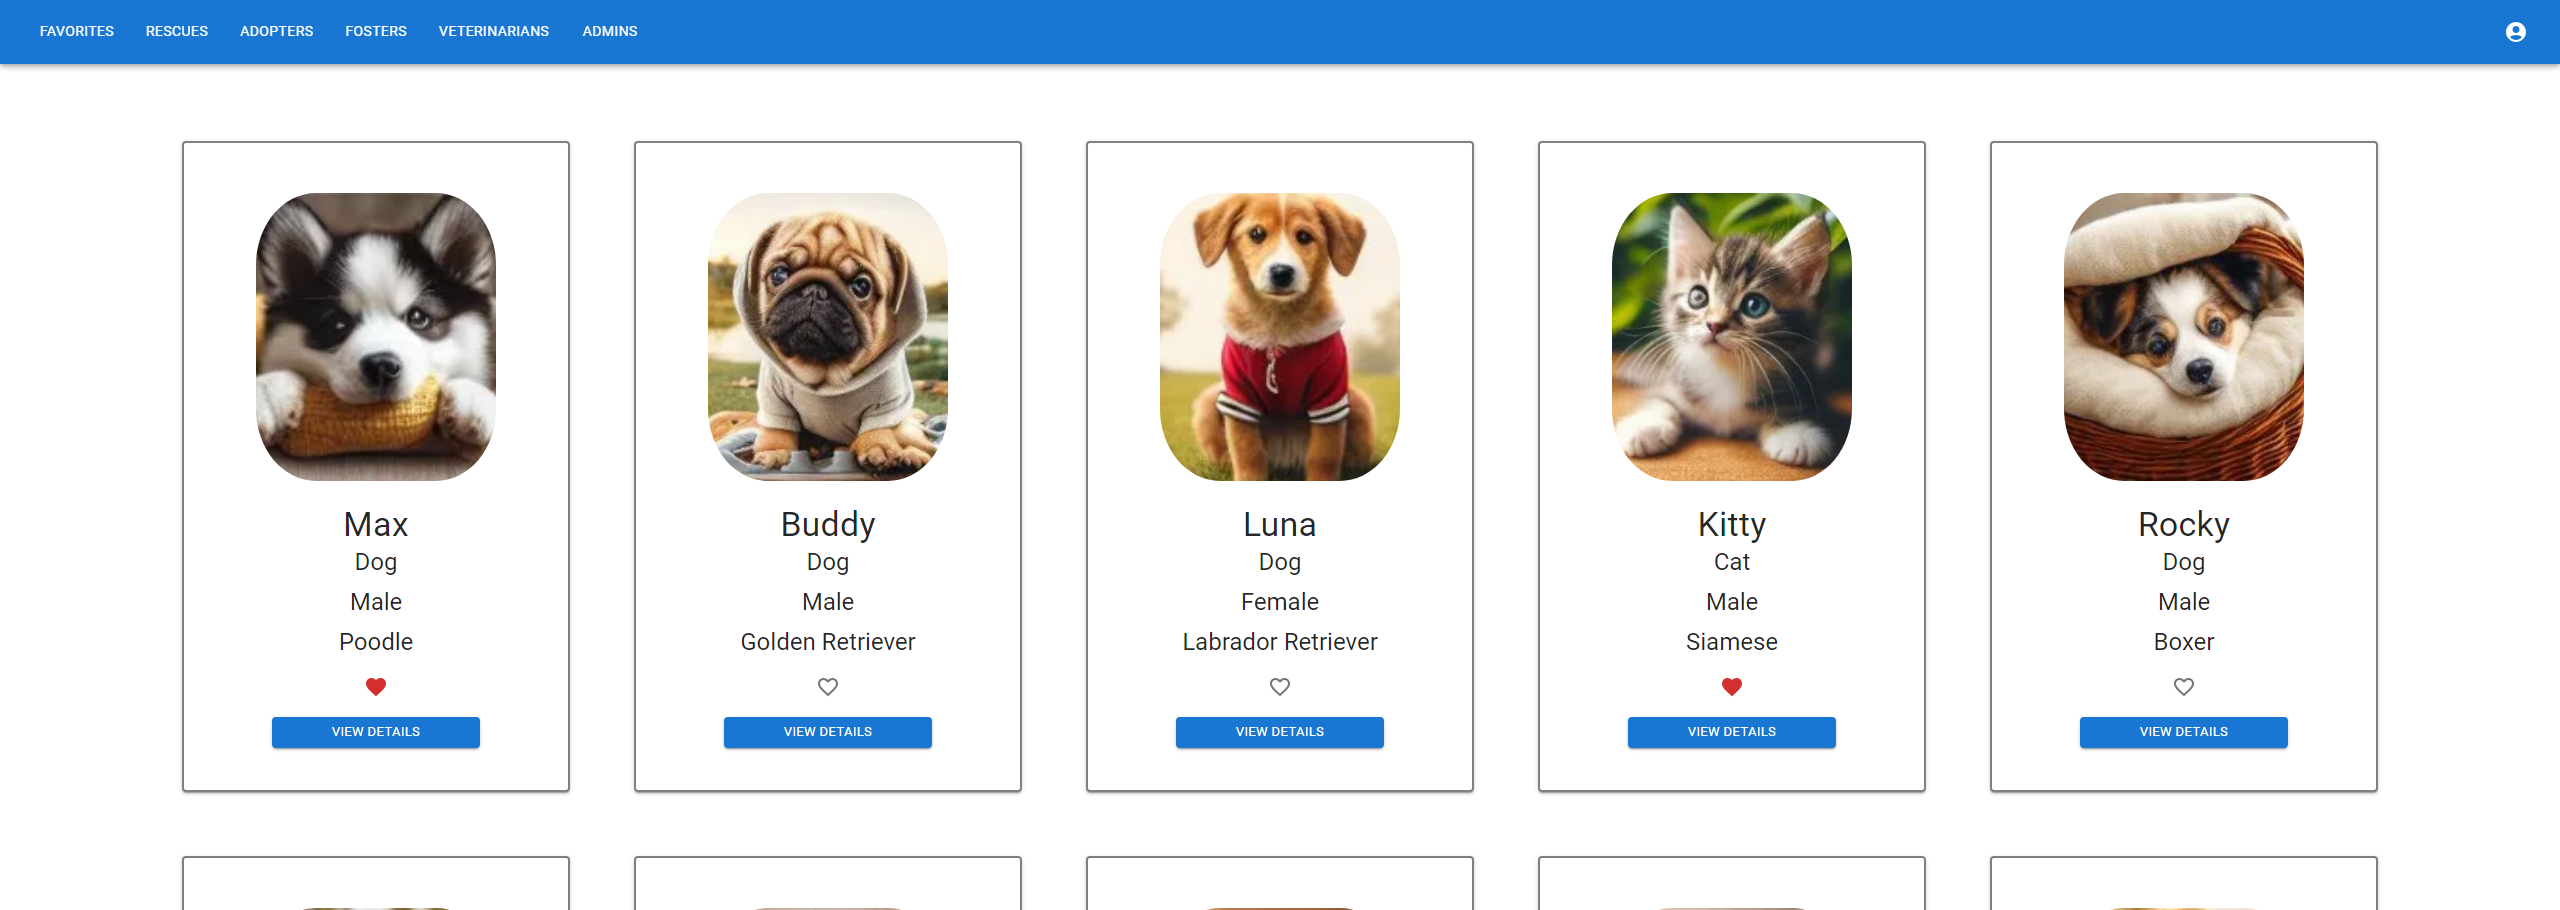 FAVORITES RESCUES ADOPTERS FOSTERS VETERINARIANS ADMINS
Max
Dog
Male
Poodle
VIEW DETAILS
Buddy
Dog
Male
Golden Retriever
VIEW DETAILS
Luna
Dog
Female
Labrador Retriever
VIEW DETAILS
Kitty
Cat
Male
Siamese
VIEW DETAILS
Rocky
Dog
Male
Boxer
VIEW DETAILS